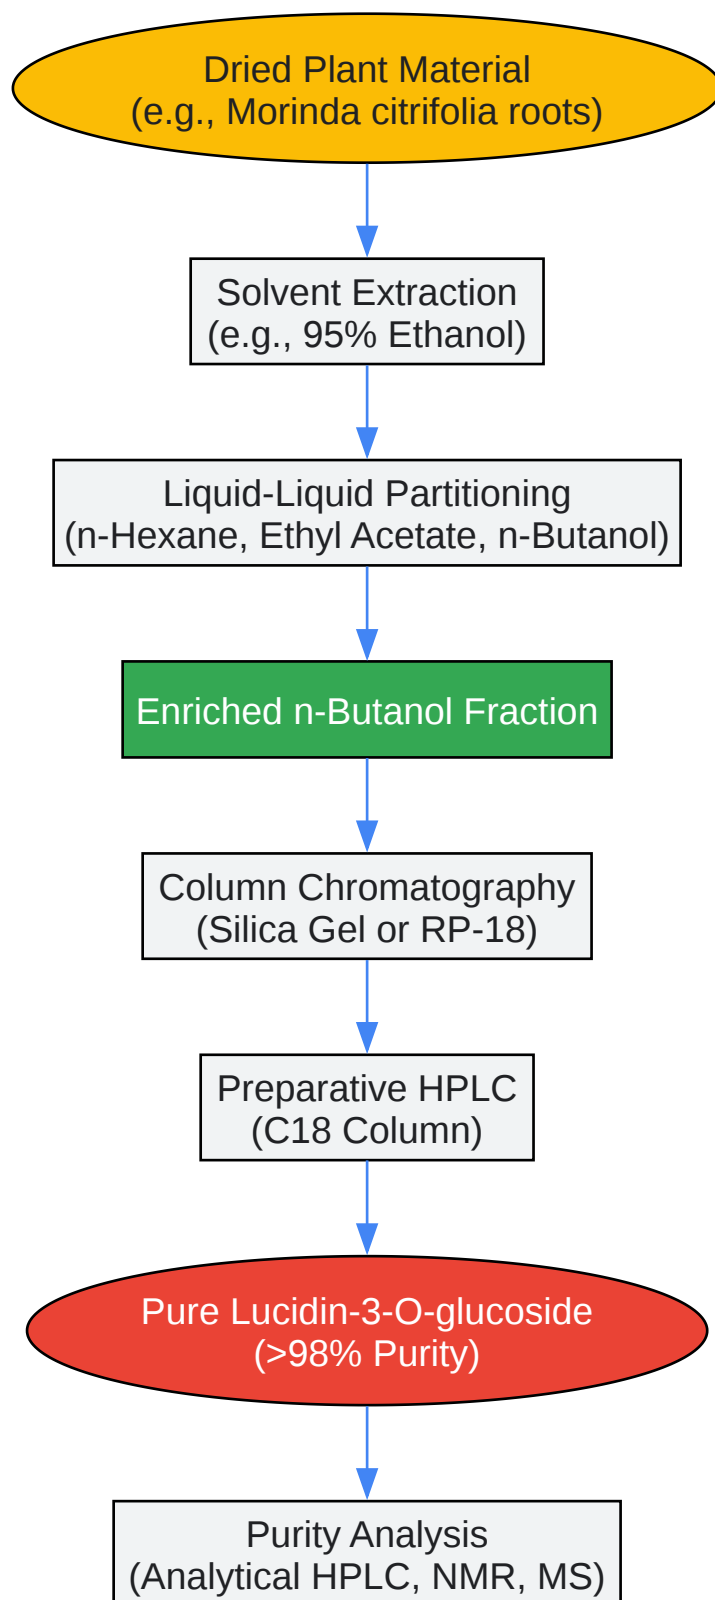 Dried Plant Material
(e.g., Morinda citrifolia roots)
Solvent Extraction
(e.g., 95% Ethanol)
Liquid-Liquid Partitioning
(n-Hexane, Ethyl Acetate, n-Butanol)
Enriched n-Butanol Fraction
Column Chromatography
(Silica Gel or RP-18)
Preparative HPLC
(C18 Column)
Pure Lucidin-3-O-glucoside
(>98% Purity)
Purity Analysis
(Analytical HPLC, NMR, MS)